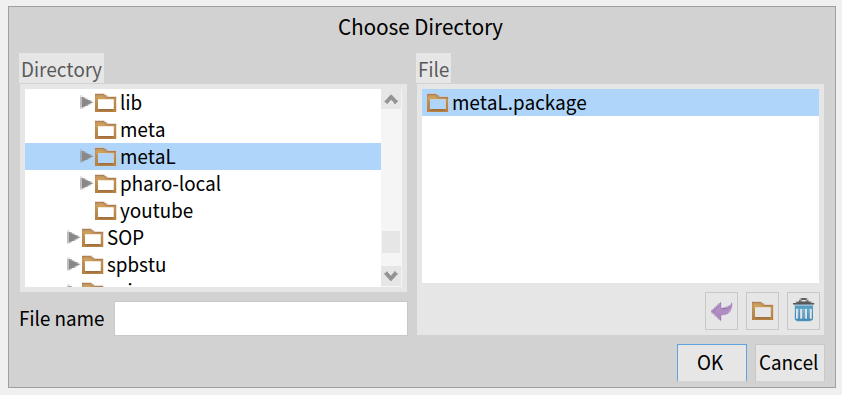 Choose Directory
Directory
File
lib
meta
metaL
pharo-local
youtube
SOP
spbstu
metaL.package
File name
OK
Cancel